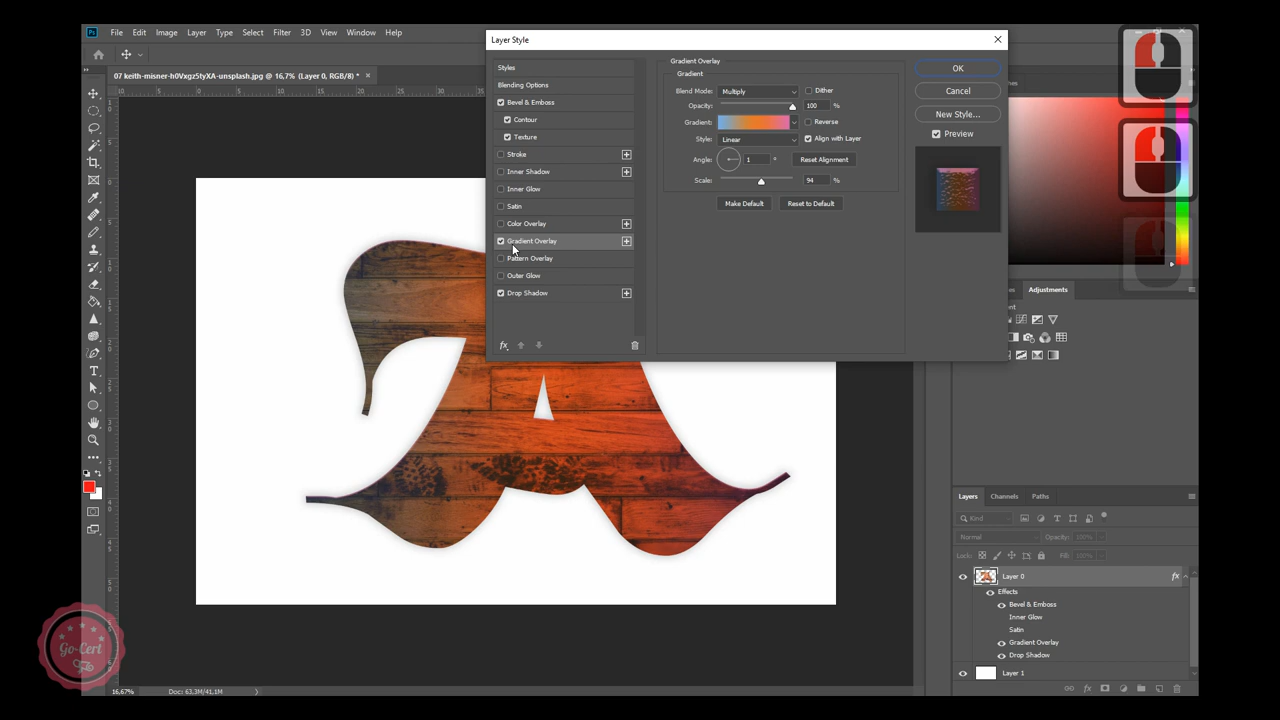 Ps File Edit Image Layer Type Select Filter 3D View Window Help
07 keith-misner-h0Vxgz5tyXA-unsplash.jpg @ 16,7% (Layer 0, RGB/8) *
Layer Style
Styles
Blending Options
Bevel & Emboss
Contour
Texture
Stroke
Inner Shadow
Inner Glow
Satin
Color Overlay
Gradient Overlay
Pattern Overlay
Outer Glow
Drop Shadow
fx
Gradient Overlay
Gradient
Blend Mode: Multiply Dither
Opacity: 100 %
Gradient: Reverse
Style: Linear Align with Layer
Angle: 1 ° Reset Alignment
Scale: 94 %
Make Default Reset to Default
OK
Cancel
New Style...
Preview
Adjustments
Layers Channels Paths
Kind
Normal Opacity: 100%
Lock: Fill: 100%
Layer 0 fx
Effects
Bevel & Emboss
Inner Glow
Satin
Gradient Overlay
Drop Shadow
Layer 1
fx
16,67% Doc: 63,3M/41,1M
Go-Cert